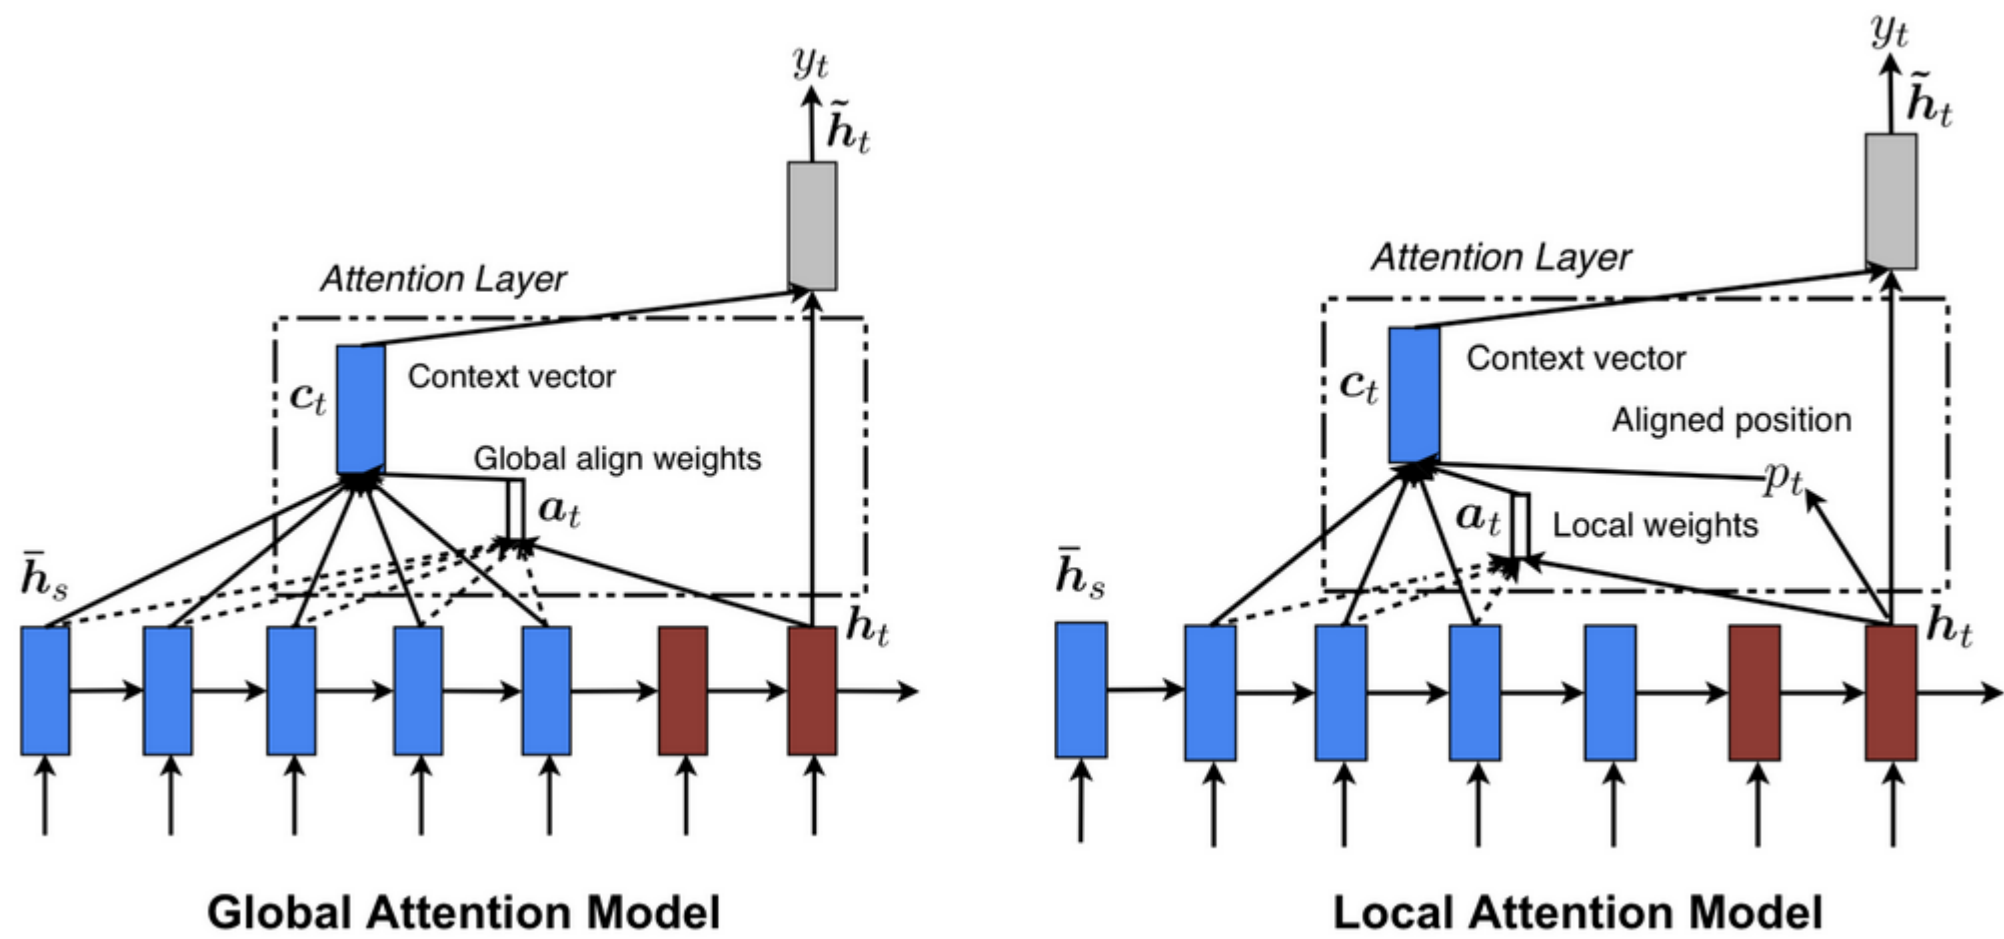 y_t
h̃_t
Attention Layer
Context vector
c_t
Global align weights
a_t
h̄_s
h_t
Global Attention Model
y_t
h̃_t
Attention Layer
Context vector
c_t
Aligned position
p_t
a_t Local weights
h̄_s
h_t
Local Attention Model